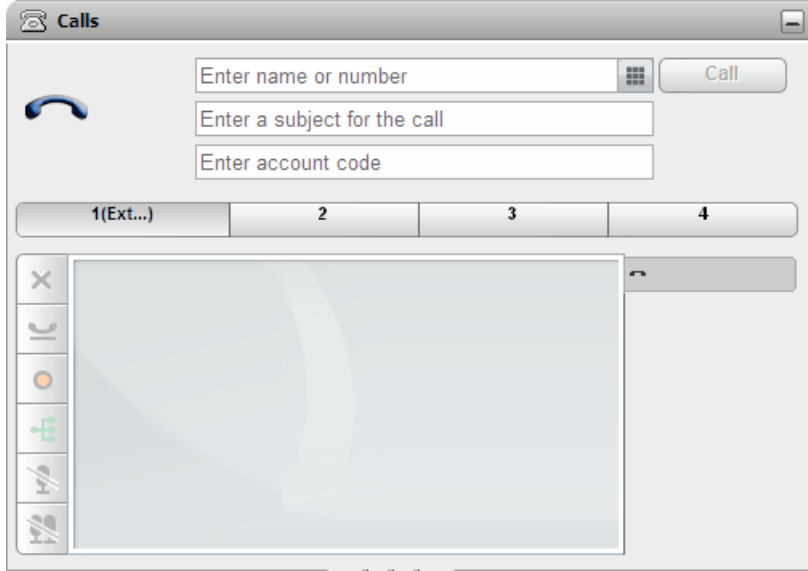 Calls
Enter name or number
Call
Enter a subject for the call
Enter account code
1(Ext...)
2
3
4